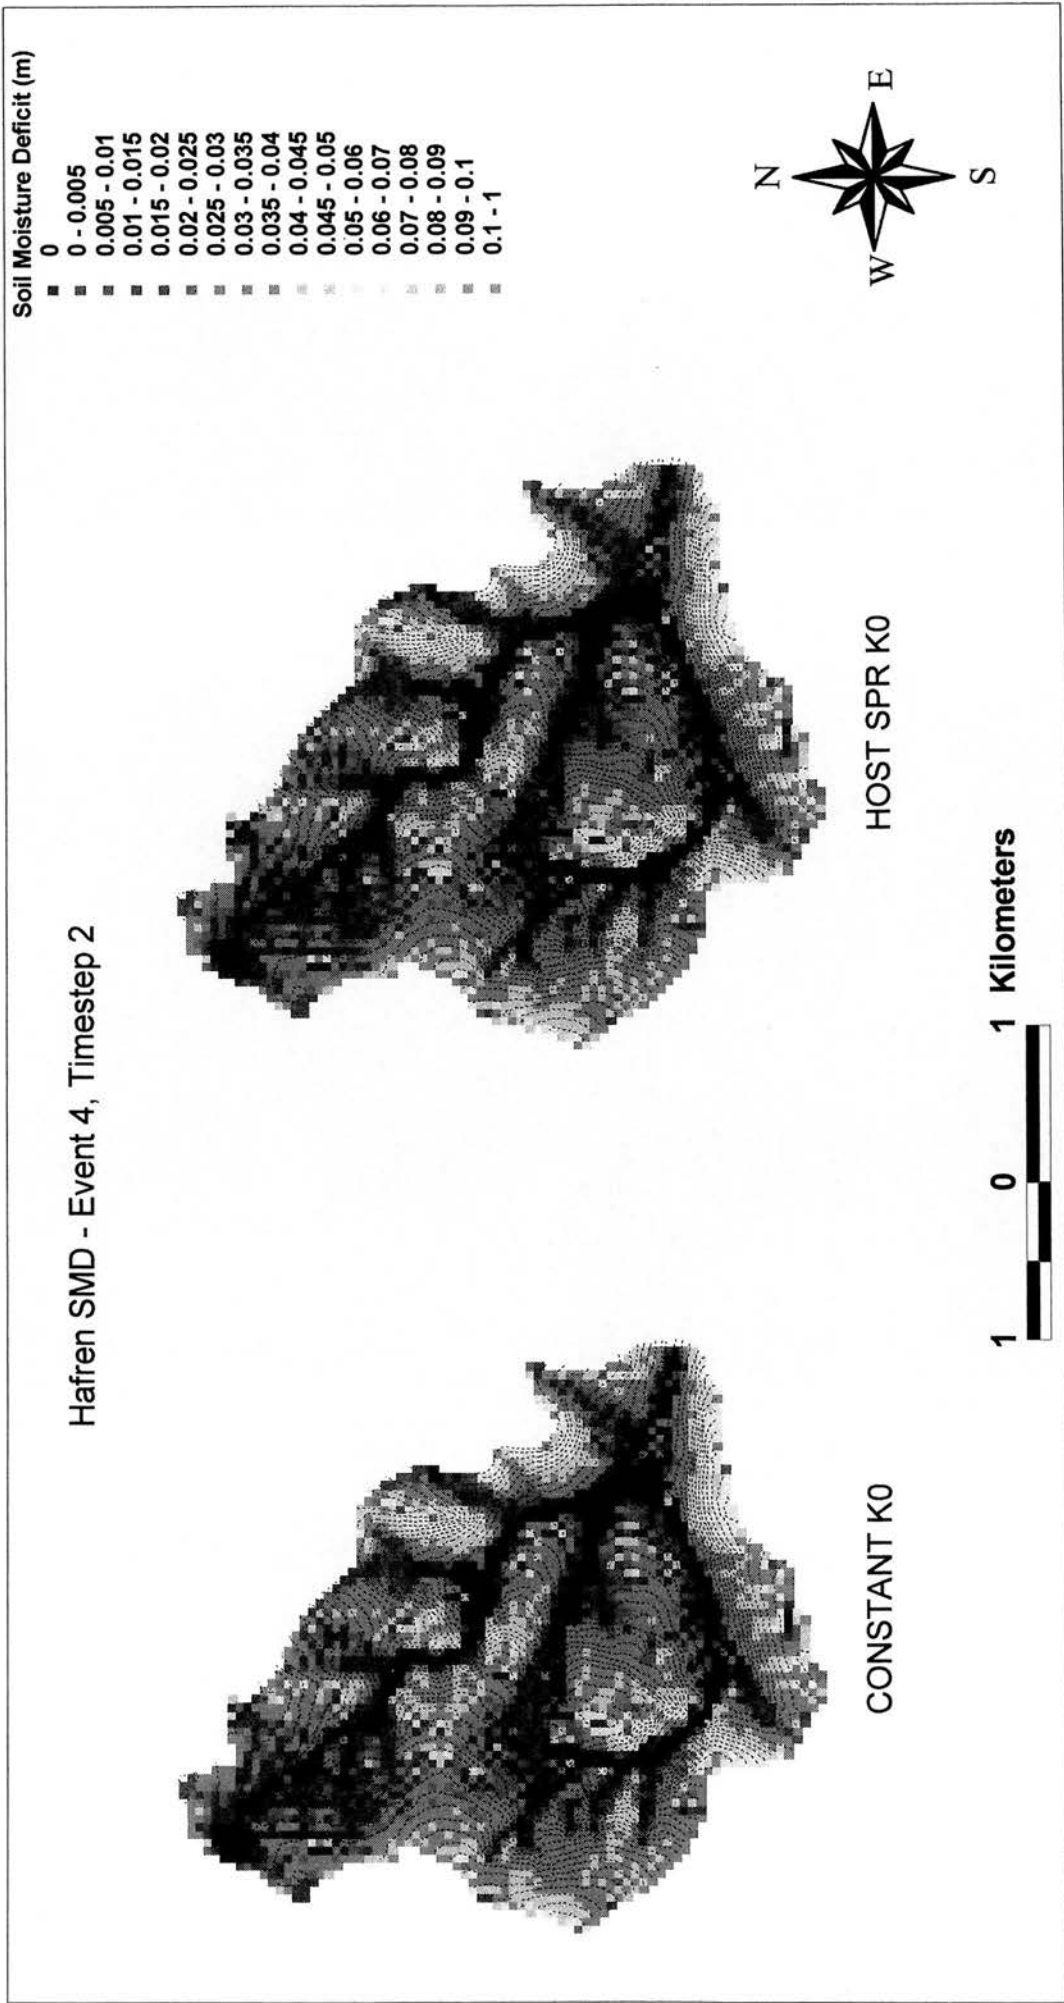 Hafren SMD - Event 4, Timestep 2
Soil Moisture Deficit (m)
0
0 - 0.005
0.005 - 0.01
0.01 - 0.015
0.015 - 0.02
0.02 - 0.025
0.025 - 0.03
0.03 - 0.035
0.035 - 0.04
0.04 - 0.045
0.045 - 0.05
0.05 - 0.06
0.06 - 0.07
0.07 - 0.08
0.08 - 0.09
0.09 - 0.1
0.1 - 1
N
W
E
S
CONSTANT K0
HOST SPR K0
1 0 1 Kilometers